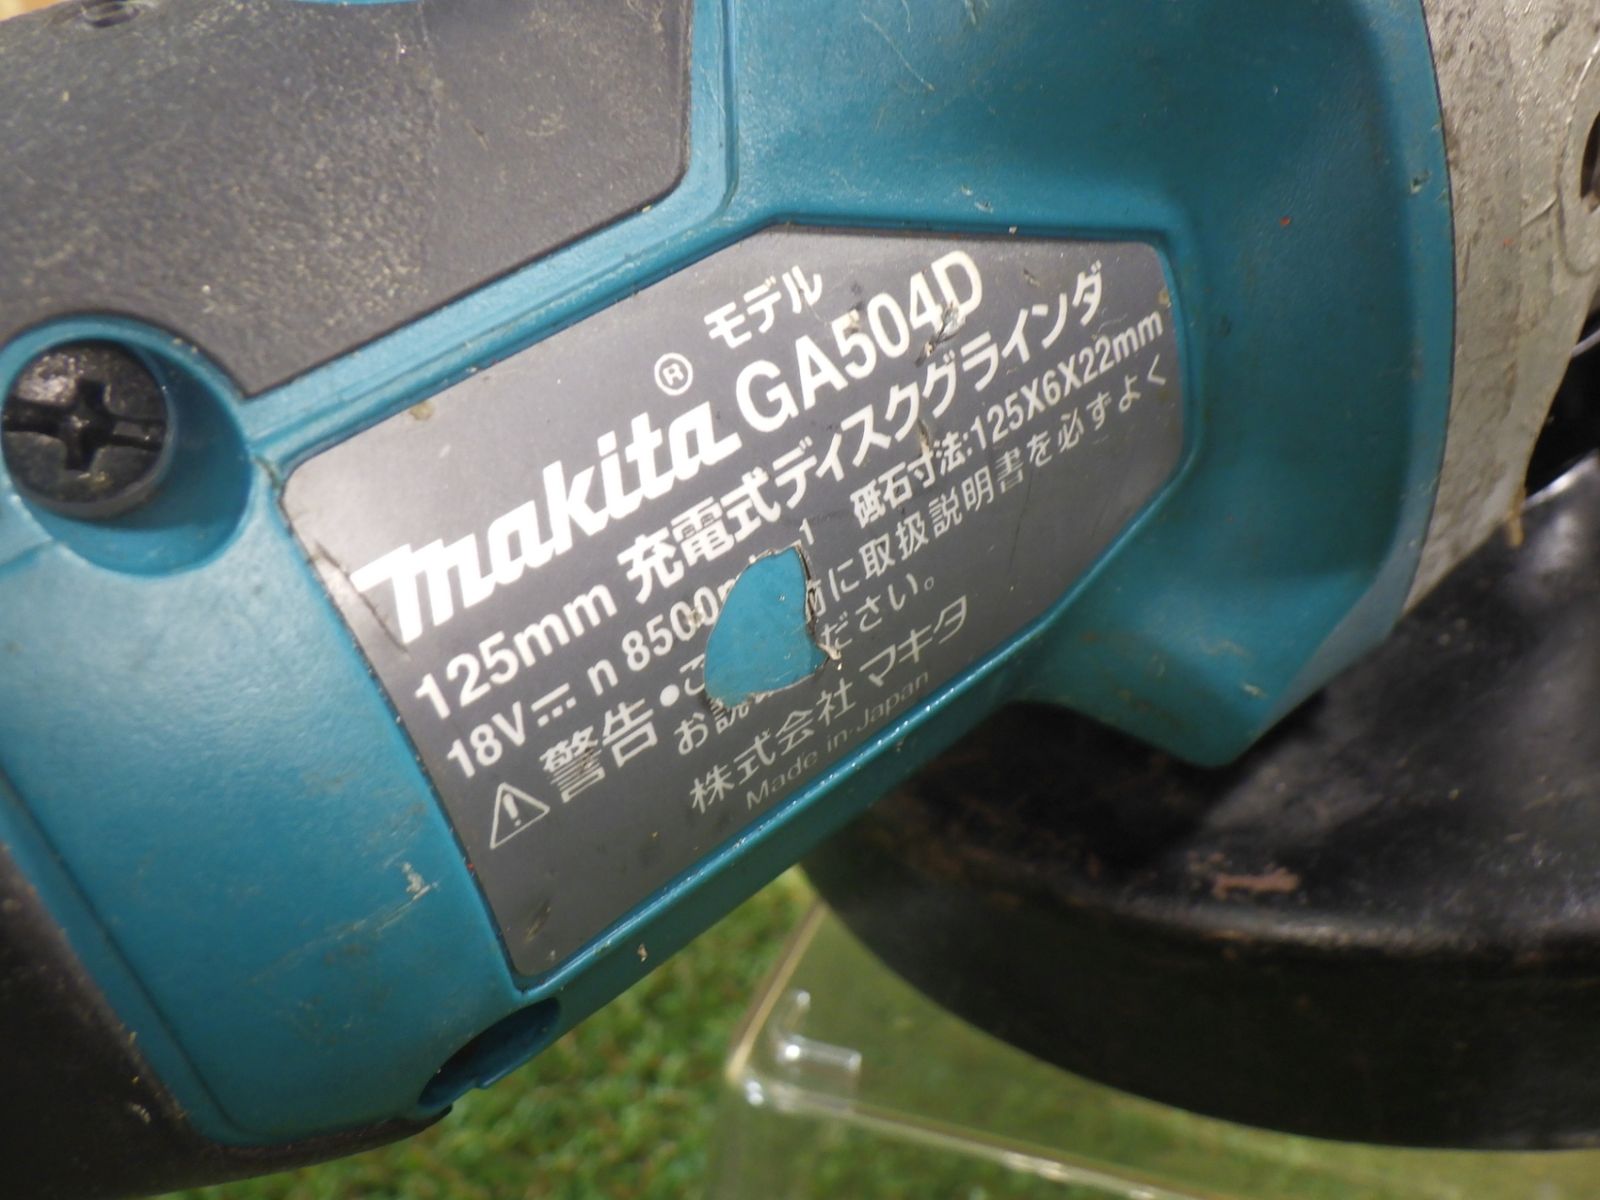 モデル
makita® GA504D
125mm 充電式ディスクグラインダ
18V n 8500 砥石寸法:125X6X22mm
警告・ に取扱説明書を必ずよく
お読 ださい。
株式会社 マキタ
Made in Japan